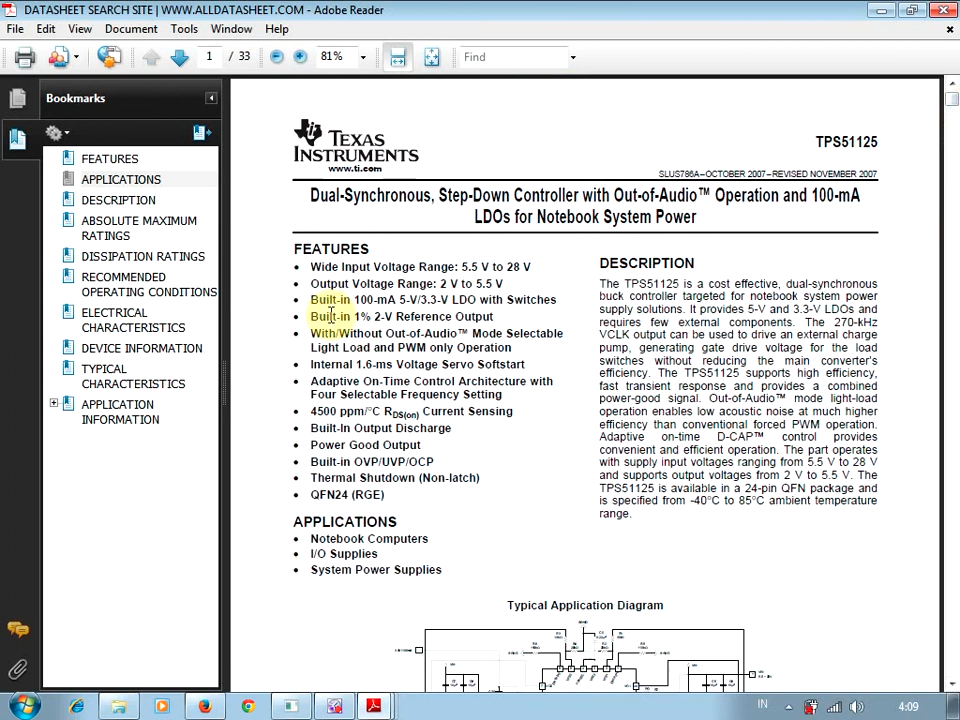 DATASHEET SEARCH SITE | WWW.ALLDATASHEET.COM - Adobe Reader
File Edit View Document Tools Window Help
1 / 33 81% Find
Bookmarks
FEATURES
APPLICATIONS
DESCRIPTION
ABSOLUTE MAXIMUM
RATINGS
DISSIPATION RATINGS
RECOMMENDED
OPERATING CONDITIONS
ELECTRICAL
CHARACTERISTICS
DEVICE INFORMATION
TYPICAL
CHARACTERISTICS
APPLICATION
INFORMATION
TEXAS
INSTRUMENTS
www.ti.com
TPS51125
SLUS786A–OCTOBER 2007–REVISED NOVEMBER 2007
Dual-Synchronous, Step-Down Controller with Out-of-Audio™ Operation and 100-mA
LDOs for Notebook System Power
FEATURES
• Wide Input Voltage Range: 5.5 V to 28 V
• Output Voltage Range: 2 V to 5.5 V
• Built-in 100-mA 5-V/3.3-V LDO with Switches
• Built-in 1% 2-V Reference Output
• With/Without Out-of-Audio™ Mode Selectable
Light Load and PWM only Operation
• Internal 1.6-ms Voltage Servo Softstart
• Adaptive On-Time Control Architecture with
Four Selectable Frequency Setting
• 4500 ppm/°C RDS(on) Current Sensing
• Built-In Output Discharge
• Power Good Output
• Built-in OVP/UVP/OCP
• Thermal Shutdown (Non-latch)
• QFN24 (RGE)
APPLICATIONS
• Notebook Computers
• I/O Supplies
• System Power Supplies
DESCRIPTION
The TPS51125 is a cost effective, dual-synchronous
buck controller targeted for notebook system power
supply solutions. It provides 5-V and 3.3-V LDOs and
requires few external components. The 270-kHz
VCLK output can be used to drive an external charge
pump, generating gate drive voltage for the load
switches without reducing the main converter's
efficiency. The TPS51125 supports high efficiency,
fast transient response and provides a combined
power-good signal. Out-of-Audio™ mode light-load
operation enables low acoustic noise at much higher
efficiency than conventional forced PWM operation.
Adaptive on-time D-CAP™ control provides
convenient and efficient operation. The part operates
with supply input voltages ranging from 5.5 V to 28 V
and supports output voltages from 2 V to 5.5 V. The
TPS51125 is available in a 24-pin QFN package and
is specified from -40°C to 85°C ambient temperature
range.
Typical Application Diagram
IN 4:09